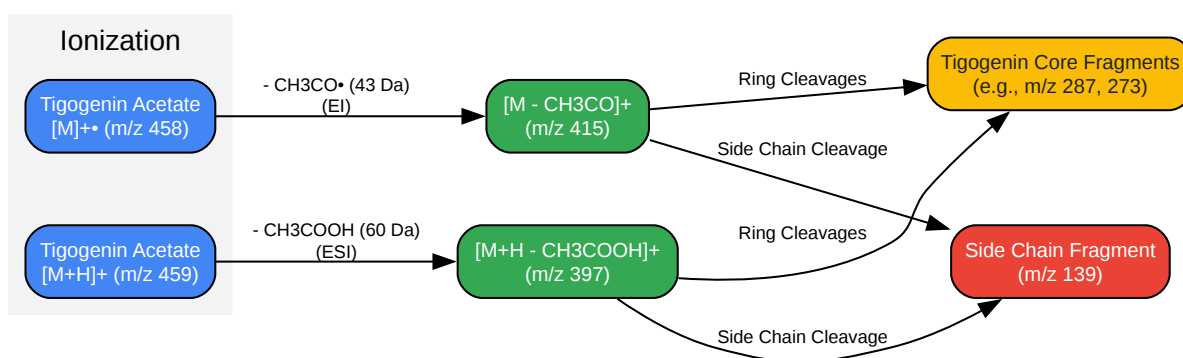 Ionization
Tigogenin Acetate
[M]+• (m/z 458)
- CH3CO• (43 Da)
(EI)
[M - CH3CO]+
(m/z 415)
Ring Cleavages
Tigogenin Core Fragments
(e.g., m/z 287, 273)
Side Chain Cleavage
Tigogenin Acetate
[M+H]+ (m/z 459)
- CH3COOH (60 Da)
(ESI)
[M+H - CH3COOH]+
(m/z 397)
Ring Cleavages
Side Chain Fragment
(m/z 139)
Side Chain Cleavage